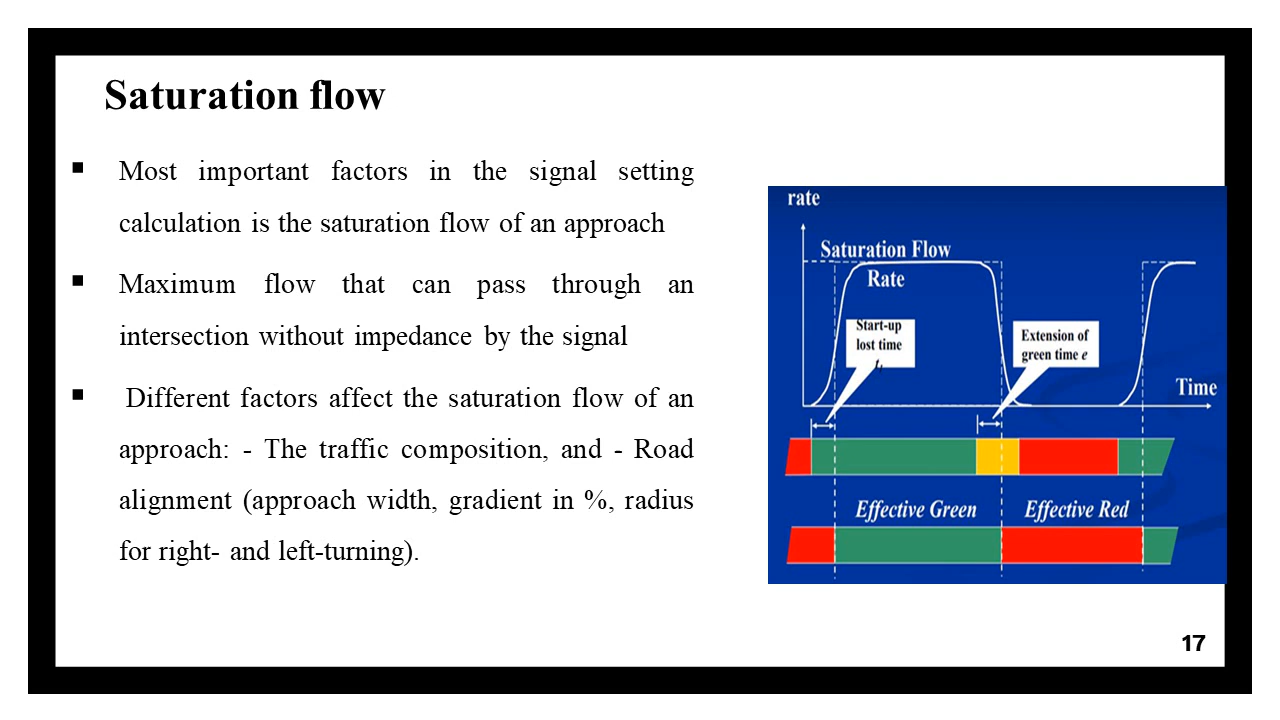 Saturation flow
▪ Most important factors in the signal setting
calculation is the saturation flow of an approach
▪ Maximum flow that can pass through an
intersection without impedance by the signal
▪ Different factors affect the saturation flow of an
approach: - The traffic composition, and - Road
alignment (approach width, gradient in %, radius
for right- and left-turning).
rate
Saturation Flow
Rate
Start-up
lost time
Extension of
green time e
Time
Effective Green
Effective Red
17